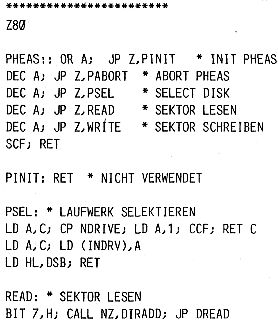 ************************
Z80
PHEAS:: OR A; JP Z,PINIT * INIT PHEAS
DEC A; JP Z,PABORT * ABORT PHEAS
DEC A; JP Z,PSEL * SELECT DISK
DEC A; JP Z,READ * SEKTOR LESEN
DEC A; JP Z,WRITE * SEKTOR SCHREIBEN
SCF; RET
PINIT: RET * NICHT VERWENDET
PSEL: * LAUFWERK SELEKTIEREN
LD A,C; CP NDRIVE; LD A,1; CCF; RET C
LD A,C; LD (INDRV),A
LD HL,DSB; RET
READ: * SEKTOR LESEN
BIT 7,H; CALL NZ,DIRADD; JP DREAD